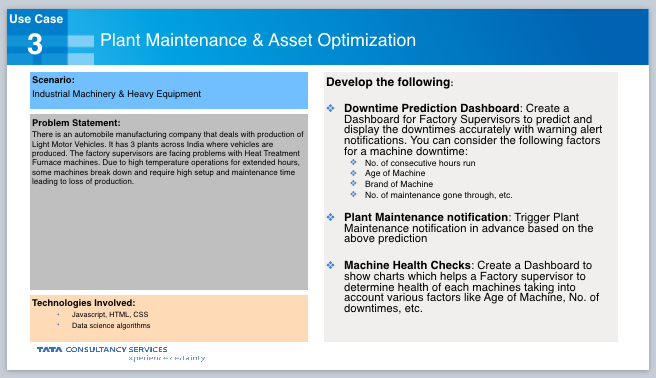 Use Case
3
Plant Maintenance & Asset Optimization
Scenario:
Industrial Machinery & Heavy Equipment
Problem Statement:
There is an automobile manufacturing company that deals with production of
Light Motor Vehicles. It has 3 plants across India where vehicles are
produced. The factory supervisors are facing problems with Heat Treatment
Furnace machines. Due to high temperature operations for extended hours,
some machines break down and require high setup and maintenance time
leading to loss of production.
Technologies Involved:
Javascript, HTML, CSS
Data science algorithms
TATA CONSULTANCY SERVICES
xperience certainty
Develop the following:
❖ Downtime Prediction Dashboard: Create a
Dashboard for Factory Supervisors to predict and
display the downtimes accurately with warning alert
notifications. You can consider the following factors
for a machine downtime:
❖ No. of consecutive hours run
❖ Age of Machine
❖ Brand of Machine
❖ No. of maintenance gone through, etc.
❖ Plant Maintenance notification: Trigger Plant
Maintenance notification in advance based on the
above prediction
❖ Machine Health Checks: Create a Dashboard to
show charts which helps a Factory supervisor to
determine health of each machines taking into
account various factors like Age of Machine, No. of
downtimes, etc.